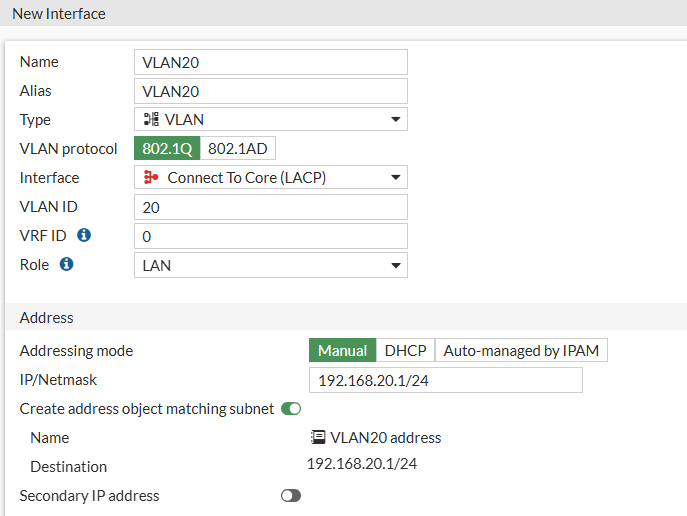 New Interface
Name VLAN20
Alias VLAN20
Type VLAN
VLAN protocol 802.1Q 802.1AD
Interface Connect To Core (LACP)
VLAN ID 20
VRF ID 0
Role LAN
Address
Addressing mode Manual DHCP Auto-managed by IPAM
IP/Netmask 192.168.20.1/24
Create address object matching subnet
Name VLAN20 address
Destination 192.168.20.1/24
Secondary IP address